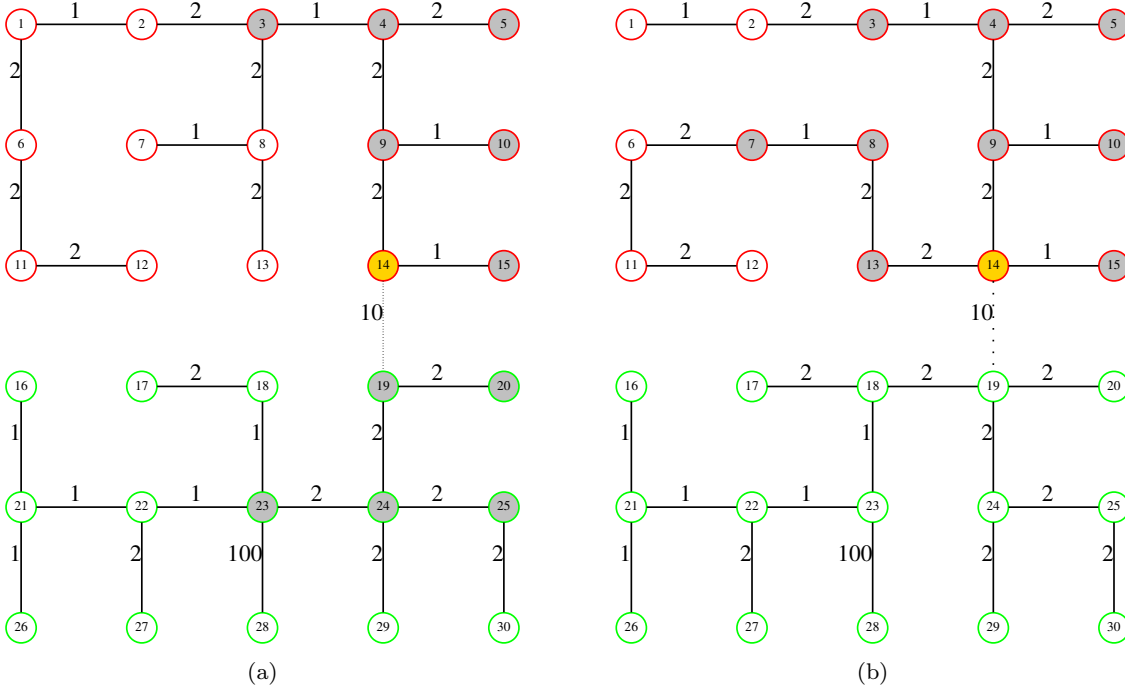 1 2 1 2 1 2 1 2
1 2 3 4 5 1 2 3 4 5
2 2 2 2
1 1 2 1 1
6 7 8 9 10 6 7 8 9 10
2 2 2 2 2 2
2 1 2 2 1
11 12 13 14 15 11 12 13 14 15
10 10
2 2 2 2 2
16 17 18 19 20 16 17 18 19 20
1 1 2 1 1 2
1 1 2 2 1 1 2
21 22 23 24 25 21 22 23 24 25
1 2 100 2 2 1 2 100 2 2
26 27 28 29 30 26 27 28 29 30
(a) (b)